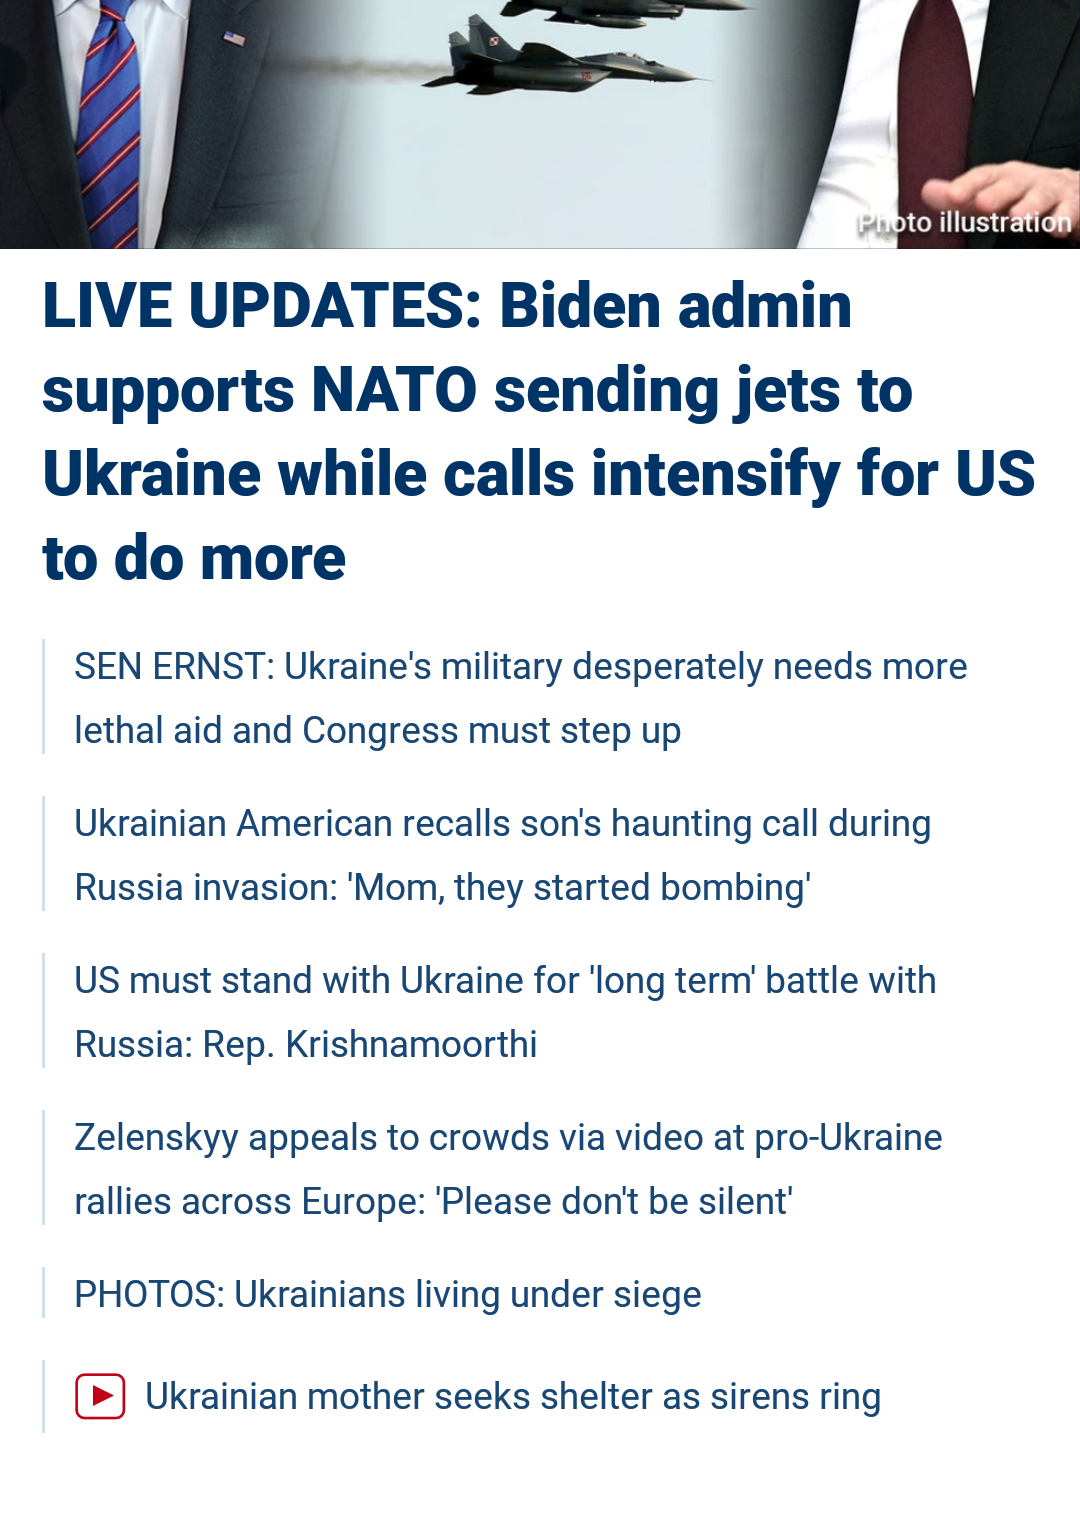 Photo illustration
LIVE UPDATES: Biden admin
supports NATO sending jets to
Ukraine while calls intensify for US
to do more
SEN ERNST: Ukraine's military desperately needs more
lethal aid and Congress must step up
Ukrainian American recalls son's haunting call during
Russia invasion: 'Mom, they started bombing'
US must stand with Ukraine for 'long term' battle with
Russia: Rep. Krishnamoorthi
Zelenskyy appeals to crowds via video at pro-Ukraine
rallies across Europe: 'Please don't be silent'
PHOTOS: Ukrainians living under siege
Ukrainian mother seeks shelter as sirens ring